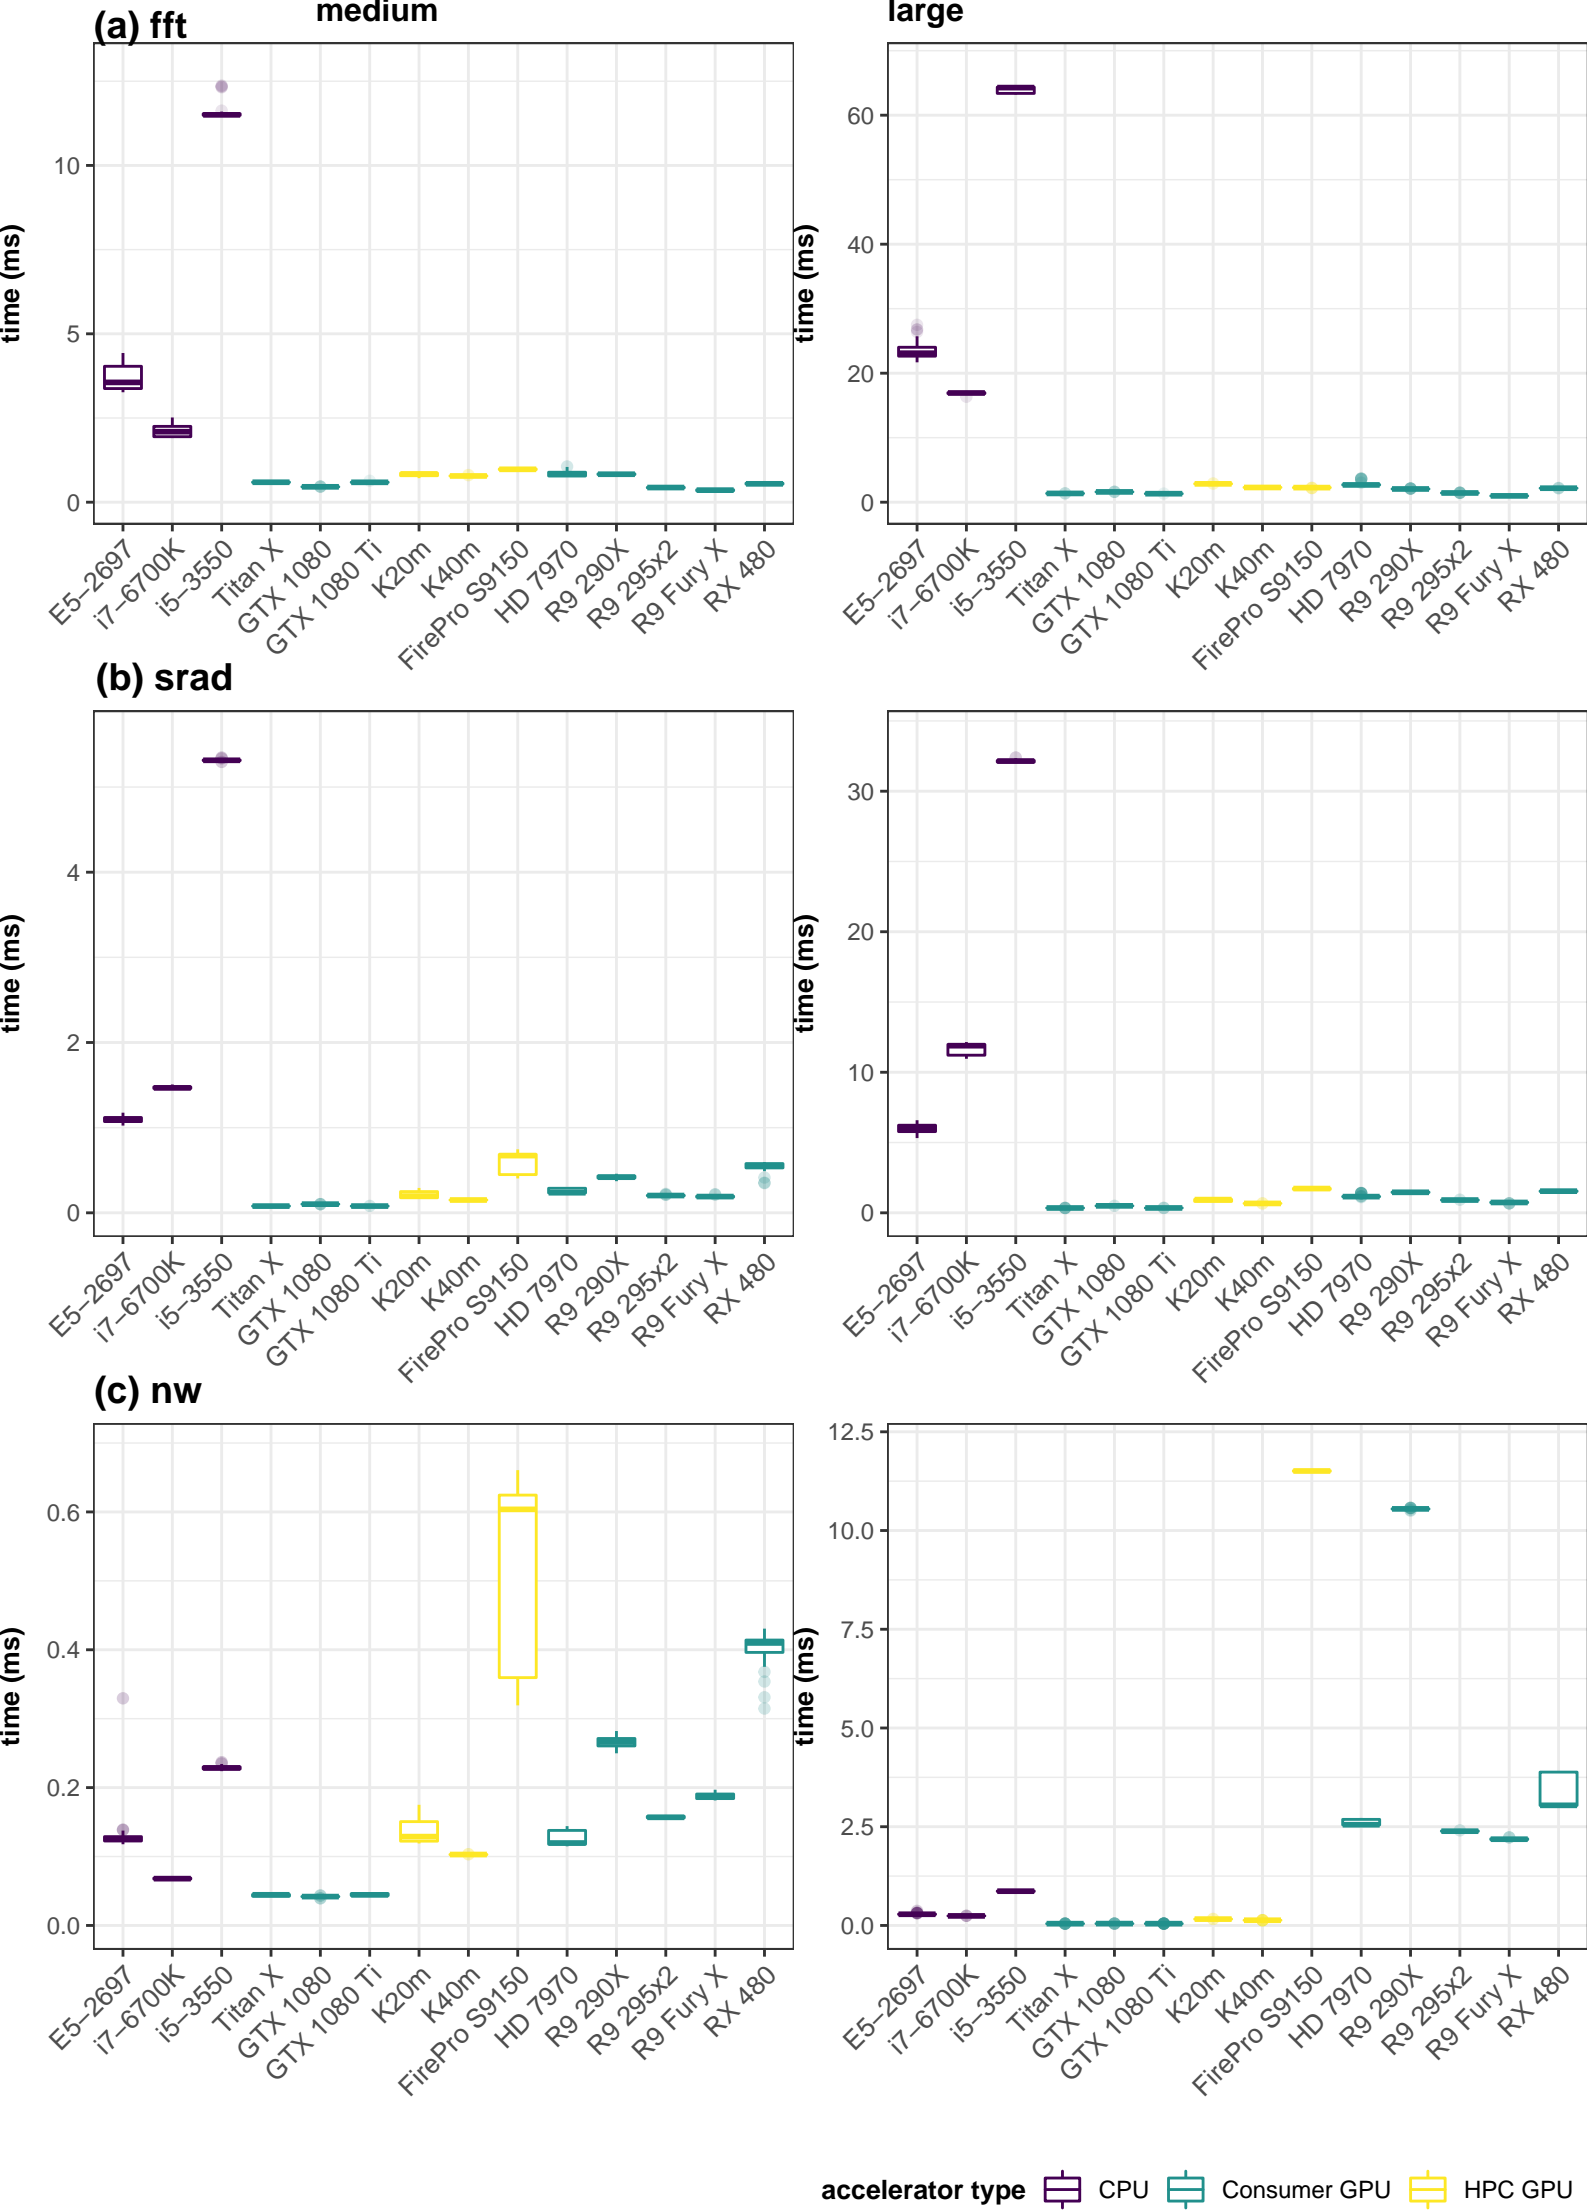 medium
large
(a) fft
time (ms)
10
5
0
E5−2697
i7−6700K
i5−3550
Titan X
GTX 1080
GTX 1080 Ti
K20m
K40m
FirePro S9150
HD 7970
R9 290X
R9 295x2
R9 Fury X
RX 480
time (ms)
60
40
20
0
E5−2697
i7−6700K
i5−3550
Titan X
GTX 1080
GTX 1080 Ti
K20m
K40m
FirePro S9150
HD 7970
R9 290X
R9 295x2
R9 Fury X
RX 480
(b) srad
time (ms)
4
2
0
E5−2697
i7−6700K
i5−3550
Titan X
GTX 1080
GTX 1080 Ti
K20m
K40m
FirePro S9150
HD 7970
R9 290X
R9 295x2
R9 Fury X
RX 480
time (ms)
30
20
10
0
E5−2697
i7−6700K
i5−3550
Titan X
GTX 1080
GTX 1080 Ti
K20m
K40m
FirePro S9150
HD 7970
R9 290X
R9 295x2
R9 Fury X
RX 480
(c) nw
time (ms)
0.6
0.4
0.2
0.0
E5−2697
i7−6700K
i5−3550
Titan X
GTX 1080
GTX 1080 Ti
K20m
K40m
FirePro S9150
HD 7970
R9 290X
R9 295x2
R9 Fury X
RX 480
time (ms)
12.5
10.0
7.5
5.0
2.5
0.0
E5−2697
i7−6700K
i5−3550
Titan X
GTX 1080
GTX 1080 Ti
K20m
K40m
FirePro S9150
HD 7970
R9 290X
R9 295x2
R9 Fury X
RX 480
accelerator type CPU Consumer GPU HPC GPU